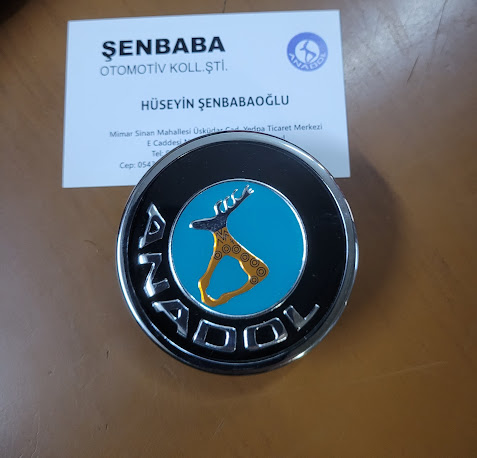 ŞENBABA
OTOMOTİV KOLL.ŞTİ.
ANADOL
HÜSEYİN ŞENBABAOĞLU
Mimar Sinan Mahallesi Üsküdar Cad. Yedpa Ticaret Merkezi
E Caddesi
Tel:
Cep: 054
ANADOL